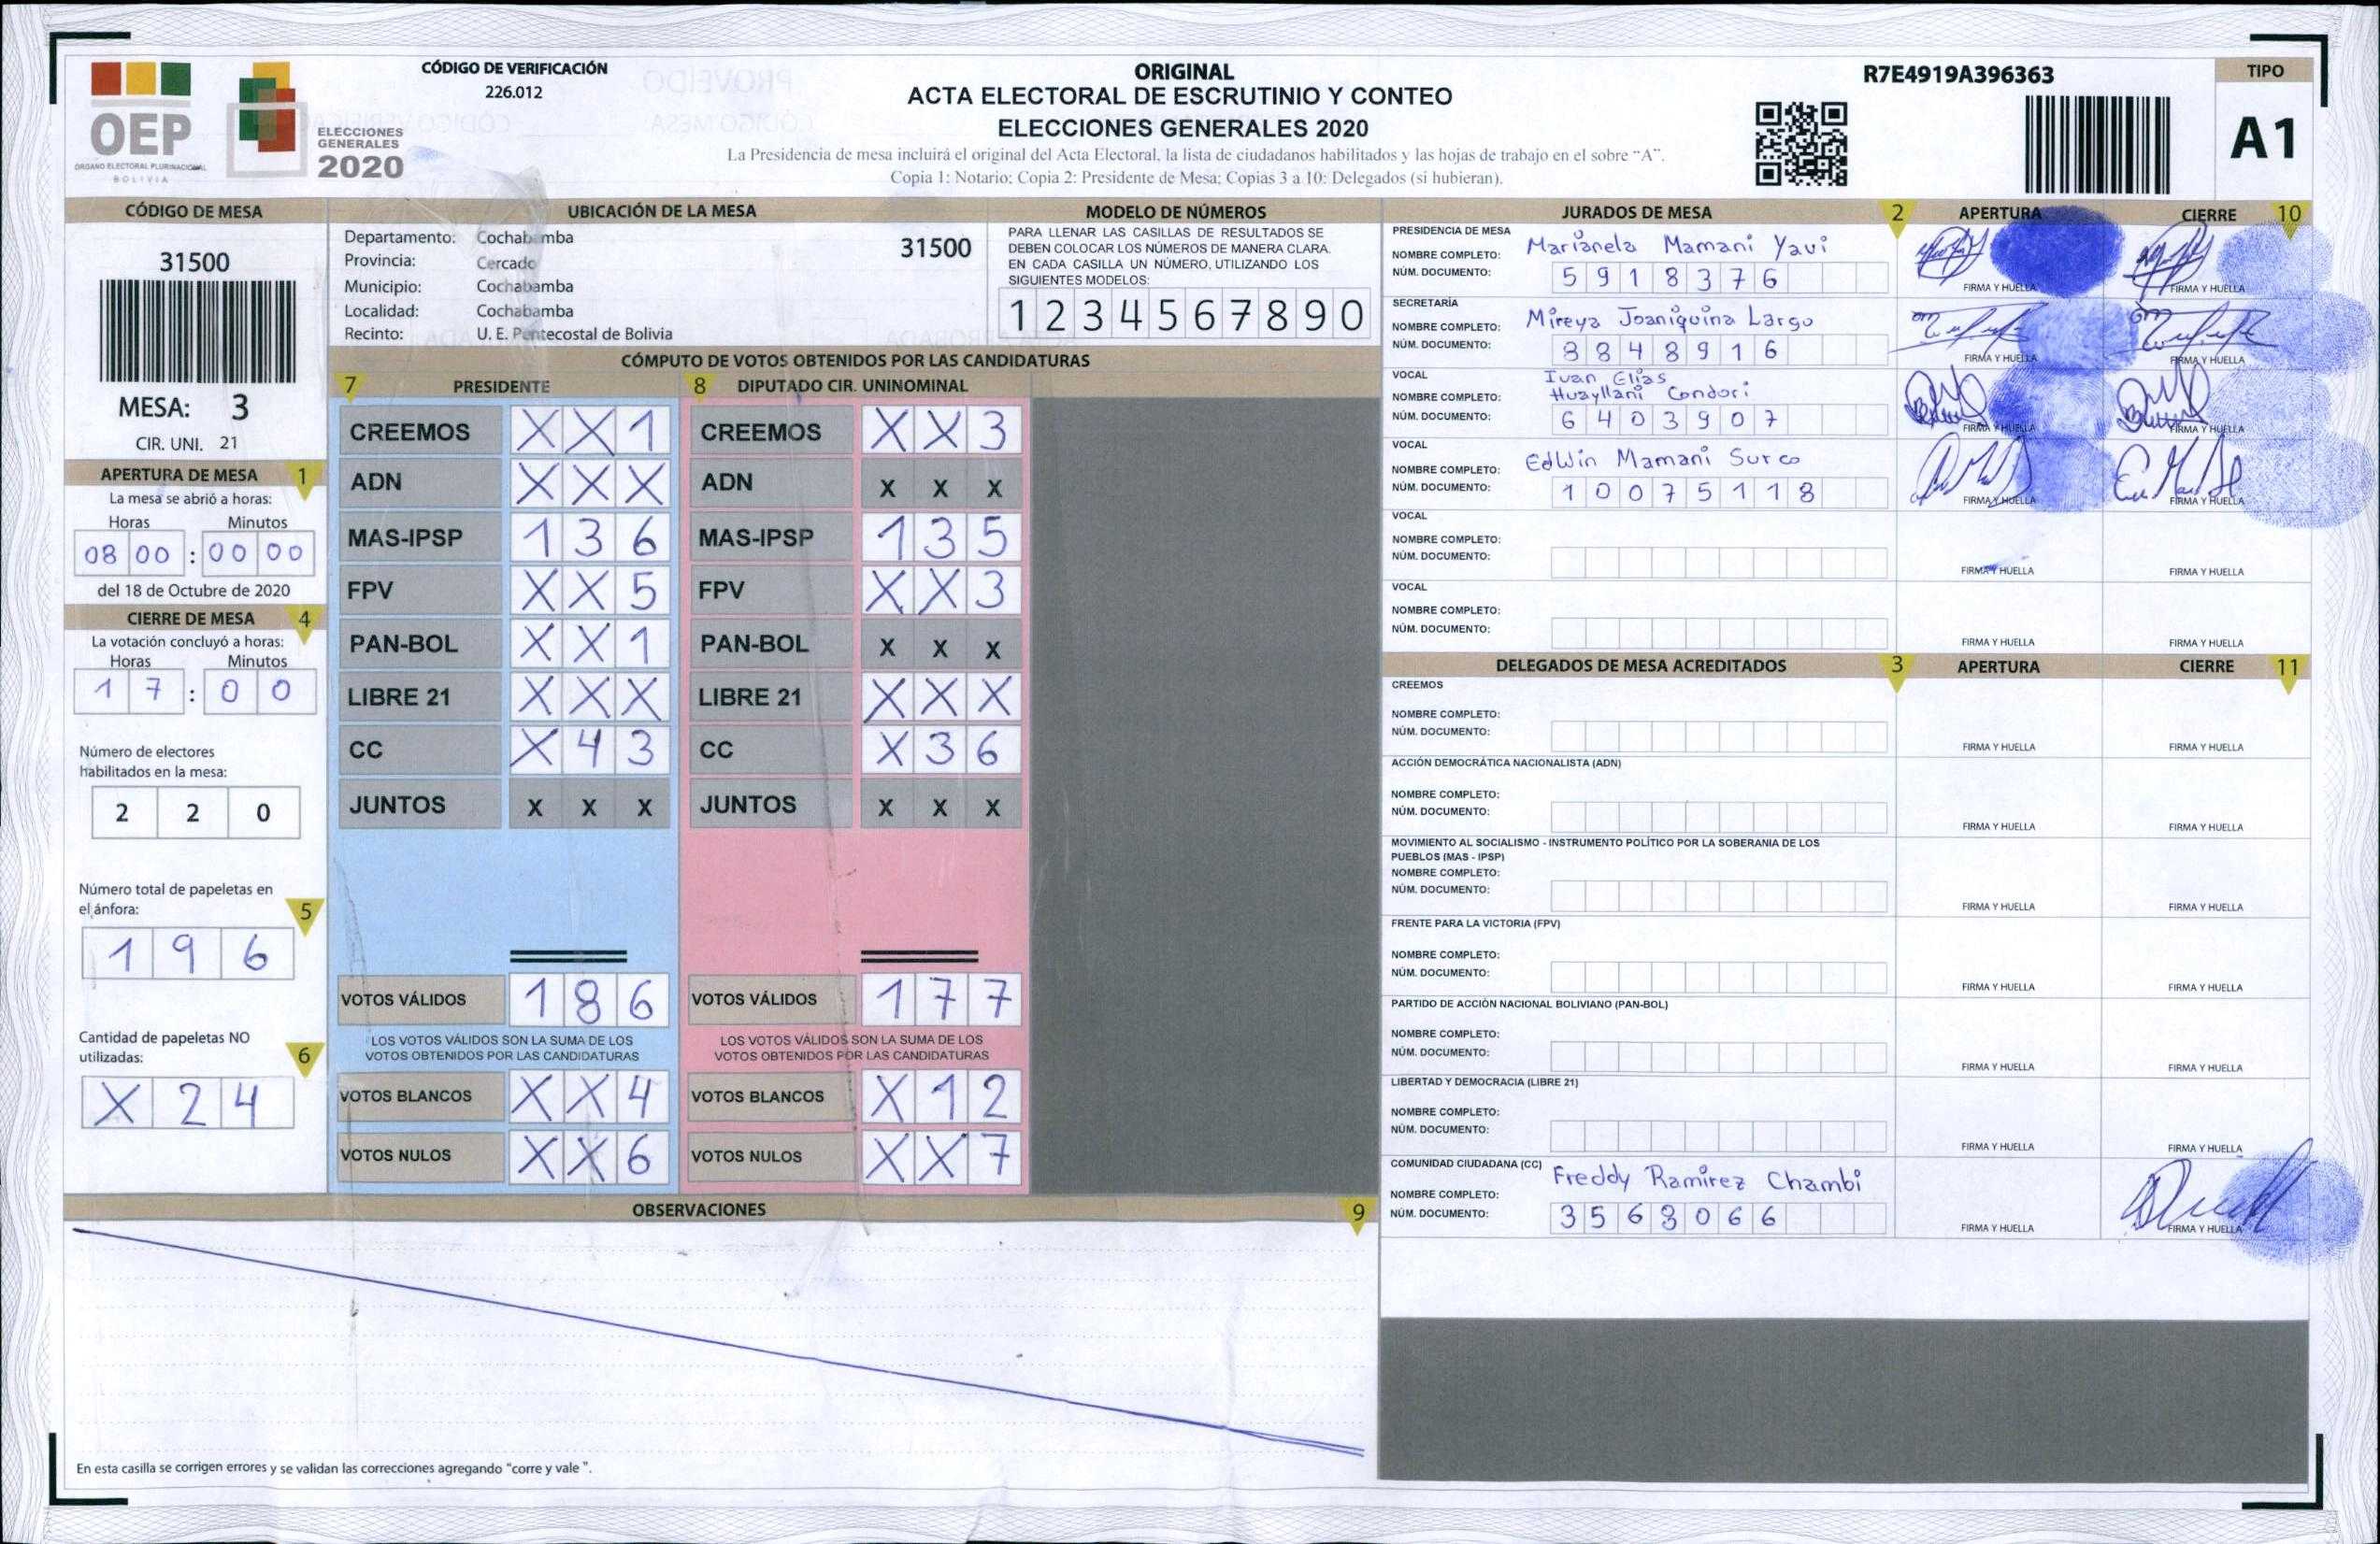 OEP
ÓRGANO ELECTORAL PLURINACIONAL
BOLIVIA
ELECCIONES
GENERALES
2020
CÓDIGO DE VERIFICACIÓN
226.012
ORIGINAL
ACTA ELECTORAL DE ESCRUTINIO Y CONTEO
ELECCIONES GENERALES 2020
La Presidencia de mesa incluirá el original del Acta Electoral, la lista de ciudadanos habilitados y las hojas de trabajo en el sobre “A”.
Copia 1: Notario; Copia 2: Presidente de Mesa; Copias 3 a 10: Delegados (si hubieran).
R7E4919A396363
TIPO
A1
CÓDIGO DE MESA
31500
MESA: 3
CIR. UNI. 21
APERTURA DE MESA 1
La mesa se abrió a horas:
Horas Minutos
08 00 : 00 00
del 18 de Octubre de 2020
CIERRE DE MESA 4
La votación concluyó a horas:
Horas Minutos
1 7 : 0 0
Número de electores
habilitados en la mesa:
2 2 0
Número total de papeletas en
el ánfora: 5
1 9 6
Cantidad de papeletas NO
utilizadas: 6
X 2 4
UBICACIÓN DE LA MESA
Departamento: Cochabamba
31500
Provincia: Cercado
Municipio: Cochabamba
Localidad: Cochabamba
Recinto: U. E. Pentecostal de Bolivia
MODELO DE NÚMEROS
PARA LLENAR LAS CASILLAS DE RESULTADOS SE
DEBEN COLOCAR LOS NÚMEROS DE MANERA CLARA.
EN CADA CASILLA UN NÚMERO, UTILIZANDO LOS
SIGUIENTES MODELOS:
1 2 3 4 5 6 7 8 9 0
CÓMPUTO DE VOTOS OBTENIDOS POR LAS CANDIDATURAS
7 PRESIDENTE
CREEMOS X X 1
ADN X X X
MAS-IPSP 1 3 6
FPV X X 5
PAN-BOL X X 1
LIBRE 21 X X X
CC X 4 3
JUNTOS X X X
VOTOS VÁLIDOS 1 8 6
LOS VOTOS VÁLIDOS SON LA SUMA DE LOS
VOTOS OBTENIDOS POR LAS CANDIDATURAS
VOTOS BLANCOS X X 4
VOTOS NULOS X X 6
8 DIPUTADO CIR. UNINOMINAL
CREEMOS X X 3
ADN X X X
MAS-IPSP 1 3 5
FPV X X 3
PAN-BOL X X X
LIBRE 21 X X X
CC X 3 6
JUNTOS X X X
VOTOS VÁLIDOS 1 7 7
LOS VOTOS VÁLIDOS SON LA SUMA DE LOS
VOTOS OBTENIDOS POR LAS CANDIDATURAS
VOTOS BLANCOS X 1 2
VOTOS NULOS X X 7
OBSERVACIONES 9
En esta casilla se corrigen errores y se validan las correcciones agregando "corre y vale ".
JURADOS DE MESA 2 APERTURA CIERRE 10
PRESIDENCIA DE MESA
NOMBRE COMPLETO: Marianela Mamani Yavi
NÚM. DOCUMENTO: 5 9 1 8 3 7 6
FIRMA Y HUELLA FIRMA Y HUELLA
SECRETARÍA
NOMBRE COMPLETO: Mireya Joaniquina Largo
NÚM. DOCUMENTO: 8 8 4 8 9 1 6
FIRMA Y HUELLA FIRMA Y HUELLA
VOCAL
NOMBRE COMPLETO: Ivan Elias
Huayllani Condori
NÚM. DOCUMENTO: 6 4 0 3 9 0 7
FIRMA Y HUELLA FIRMA Y HUELLA
VOCAL
NOMBRE COMPLETO: Edwin Mamani Surco
NÚM. DOCUMENTO: 1 0 0 7 5 1 1 8
FIRMA Y HUELLA FIRMA Y HUELLA
VOCAL
NOMBRE COMPLETO:
NÚM. DOCUMENTO:
FIRMA Y HUELLA FIRMA Y HUELLA
VOCAL
NOMBRE COMPLETO:
NÚM. DOCUMENTO:
FIRMA Y HUELLA FIRMA Y HUELLA
DELEGADOS DE MESA ACREDITADOS 3 APERTURA CIERRE 11
CREEMOS
NOMBRE COMPLETO:
NÚM. DOCUMENTO:
FIRMA Y HUELLA FIRMA Y HUELLA
ACCIÓN DEMOCRÁTICA NACIONALISTA (ADN)
NOMBRE COMPLETO:
NÚM. DOCUMENTO:
FIRMA Y HUELLA FIRMA Y HUELLA
MOVIMIENTO AL SOCIALISMO - INSTRUMENTO POLÍTICO POR LA SOBERANIA DE LOS
PUEBLOS (MAS - IPSP)
NOMBRE COMPLETO:
NÚM. DOCUMENTO:
FIRMA Y HUELLA FIRMA Y HUELLA
FRENTE PARA LA VICTORIA (FPV)
NOMBRE COMPLETO:
NÚM. DOCUMENTO:
FIRMA Y HUELLA FIRMA Y HUELLA
PARTIDO DE ACCIÓN NACIONAL BOLIVIANO (PAN-BOL)
NOMBRE COMPLETO:
NÚM. DOCUMENTO:
FIRMA Y HUELLA FIRMA Y HUELLA
LIBERTAD Y DEMOCRACIA (LIBRE 21)
NOMBRE COMPLETO:
NÚM. DOCUMENTO:
FIRMA Y HUELLA FIRMA Y HUELLA
COMUNIDAD CIUDADANA (CC)
NOMBRE COMPLETO: Freddy Ramirez Chambi
NÚM. DOCUMENTO: 3 5 6 8 0 6 6
FIRMA Y HUELLA FIRMA Y HUELLA